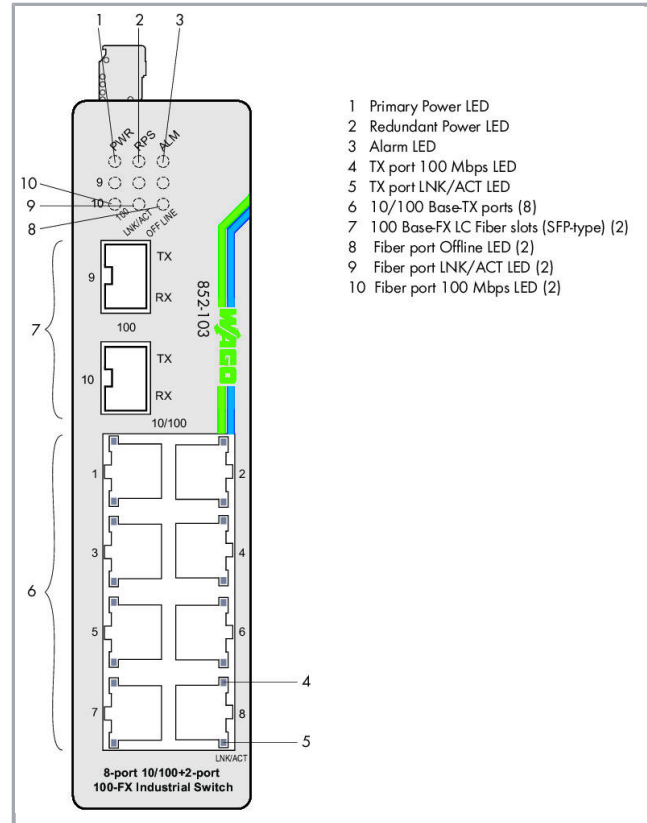 1 2 3
PWR RPS ALM
9
10
100 LNK/ACT OFF LINE
10
9
8
9 TX
RX
100
10 TX
RX
10/100
7
852-103
WAGO
1 2
3 4
5 6
7 8
6
4
5
LNK/ACT
8-port 10/100+2-port
100-FX Industrial Switch
1 Primary Power LED
2 Redundant Power LED
3 Alarm LED
4 TX port 100 Mbps LED
5 TX port LNK/ACT LED
6 10/100 Base-TX ports (8)
7 100 Base-FX LC Fiber slots (SFP-type) (2)
8 Fiber port Offline LED (2)
9 Fiber port LNK/ACT LED (2)
10 Fiber port 100 Mbps LED (2)